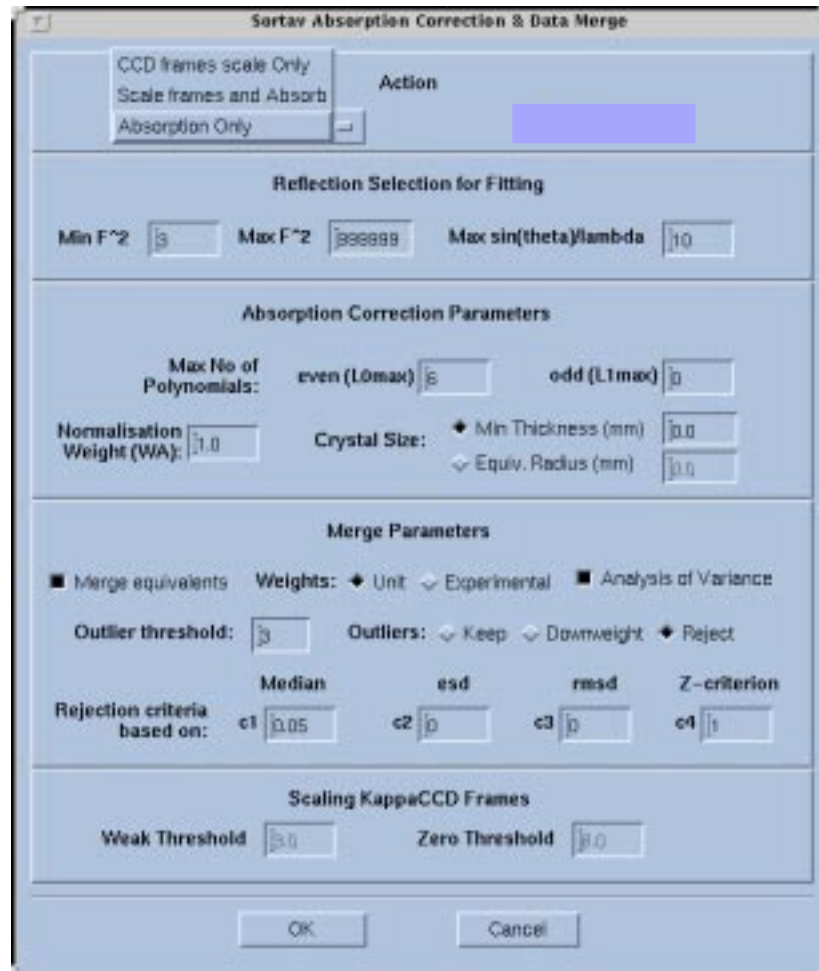 Sortav Absorption Correction & Data Merge
CCD frames scale Only
Scale frames and Absorb
Absorption Only
Action
Reflection Selection for Fitting
Min F^2 3 Max F^2 999999 Max sin(theta)/lambda 10
Absorption Correction Parameters
Max No of
Polynomials: even (L0max) 6 odd (L1max) 0
Normalisation
Weight (WA): 1.0 Crystal Size: Min Thickness (mm) 0.0
Equiv. Radius (mm) 0.0
Merge Parameters
Merge equivalents Weights: Unit Experimental Analysis of Variance
Outlier threshold: 3 Outliers: Keep Downweight Reject
Median esd rmsd Z-criterion
Rejection criteria
based on: c1 0.05 c2 0 c3 0 c4 1
Scaling KappaCCD Frames
Weak Threshold 3.0 Zero Threshold
OK Cancel